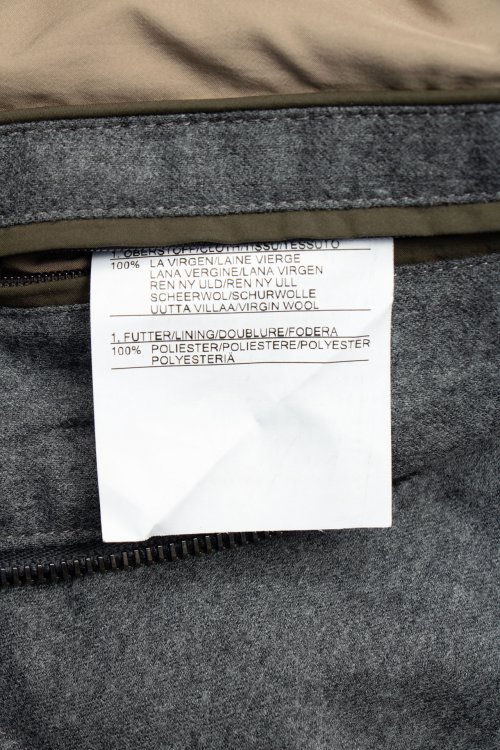 1. OBERSTOFF/CLOTH/TISSU/TESSUTO
100% LA VIRGEN/LAINE VIERGE
LANA VERGINE/LANA VIRGEN
REN NY ULD/REN NY ULL
SCHEERWOL/SCHURWOLLE
UUTTA VILLAA/VIRGIN WOOL
1. FUTTER/LINING/DOUBLURE/FODERA
100% POLIESTER/POLIESTERE/POLYESTER
POLYESTERIÄ